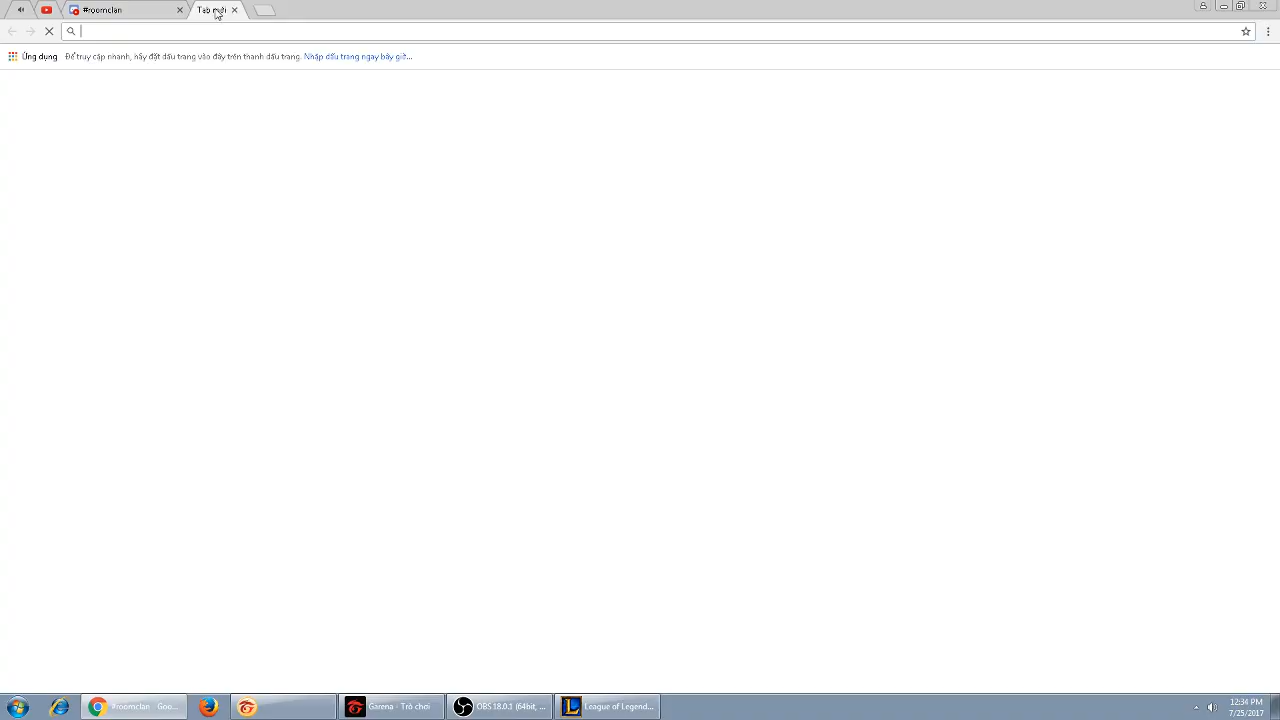 #roomclan
Tab mới
Ứng dụng Để truy cập nhanh, hãy đặt dấu trang vào đây trên thanh dấu trang. Nhập dấu trang ngay bây giờ...
#roomclan - Goo...
Garena - Trò chơi
OBS 18.0.1 (64bit, ...
League of Legend...
12:34 PM
7/25/2017